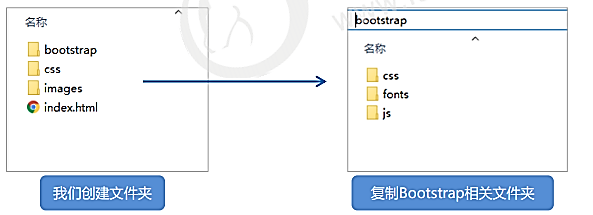 名称
bootstrap
css
images
index.html
我们创建文件夹
bootstrap
名称
css
fonts
js
复制Bootstrap相关文件夹